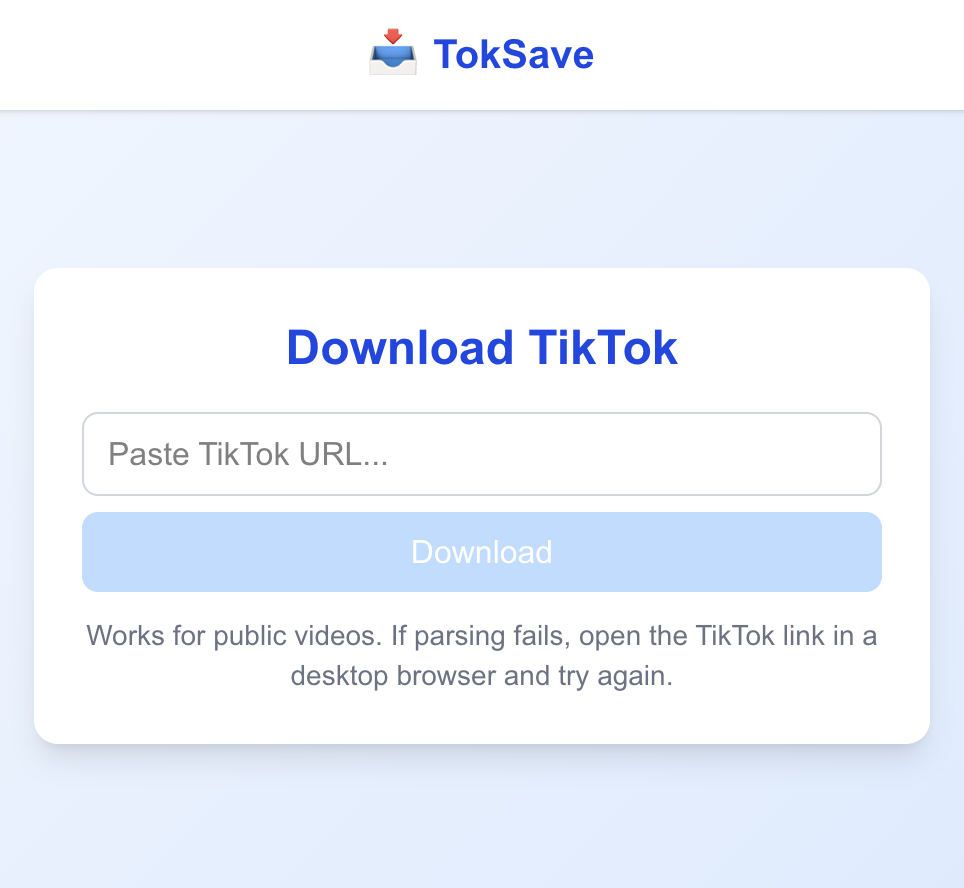 TokSave
Download TikTok
Paste TikTok URL...
Download
Works for public videos. If parsing fails, open the TikTok link in a
desktop browser and try again.